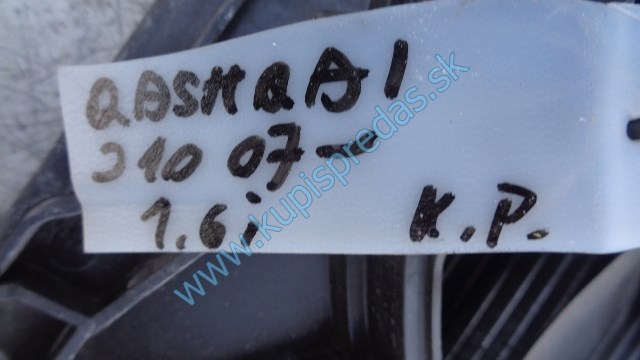 QASHQAI
J10 07-
1.6i K.P.
www.kupispredas.sk